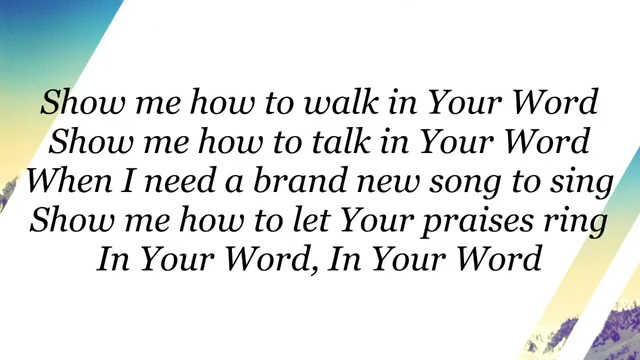 Show me how to walk in Your Word
Show me how to talk in Your Word
When I need a brand new song to sing
Show me how to let Your praises ring
In Your Word, In Your Word